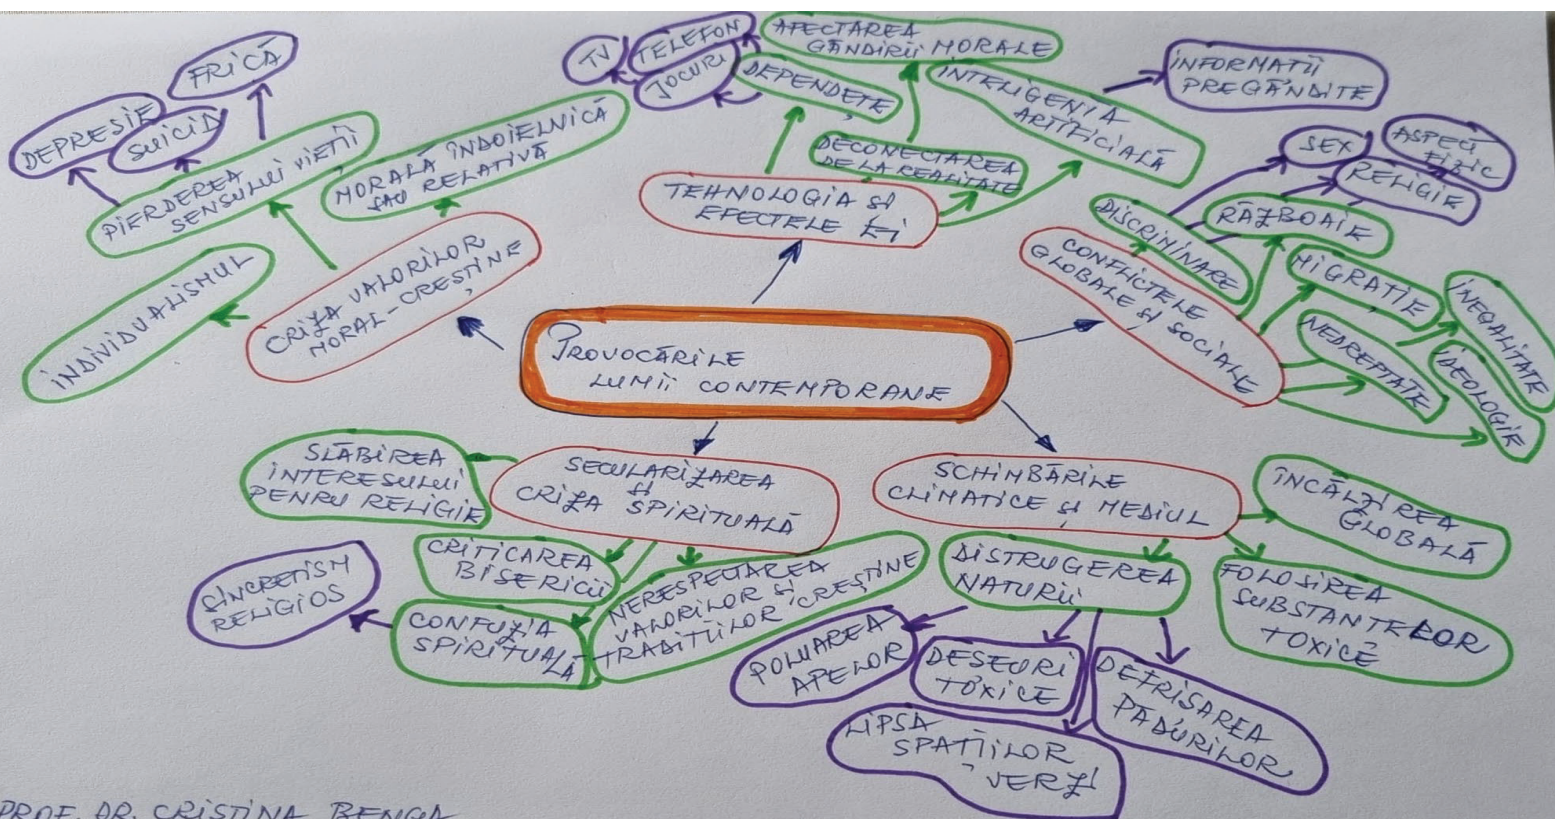 PROVOCĂRILE
LUMII CONTEMPORANE
CRIZA VALORILOR
MORAL-CREȘTINE
INDIVIDUALISMUL
PIERDEREA
SENSULUI VIEȚII
DEPRESIE
SUICID
FRICĂ
MORALĂ ÎNDOIELNICĂ
SAU RELATIVĂ
TEHNOLOGIA ȘI
EFECTELE EI
DEPENDEȚE
TV
TELEFON
JOCURI
DECONECTAREA
DE LA REALITATE
AFECTAREA
GÂNDIRII MORALE
INTELIGENȚA
ARTIFICIALĂ
INFORMAȚII
PREGÂNDITE
CONFLICTELE
GLOBALE ȘI SOCIALE
DISCRIMINARE
SEX
RELIGIE
ASPECT
FIZIC
RĂZBOAIE
MIGRAȚIE
NEDREPTATE
INEGALITATE
IDEOLOGIE
SECULARIZAREA
ȘI
CRIZA SPIRITUALĂ
SLĂBIREA
INTERESULUI
PENRU RELIGIE
CRITICAREA
BISERICII
CONFUZIA
SPIRITUALĂ
SINCRETISM
RELIGIOS
NERESPECTAREA
VALORILOR ȘI
TRADIȚIILOR CREȘTINE
SCHIMBĂRILE
CLIMATICE ȘI MEDIUL
ÎNCĂLZIREA
GLOBALĂ
FOLOSIREA
SUBSTANȚELOR
TOXICE
DISTRUGEREA
NATURII
POLUAREA
APELOR
DEȘEURI
TOXICE
LIPSA
SPAȚIILOR
VERZI
DEFRISAREA
PĂDURILOR
PROF. DR. CRISTINA BENGA